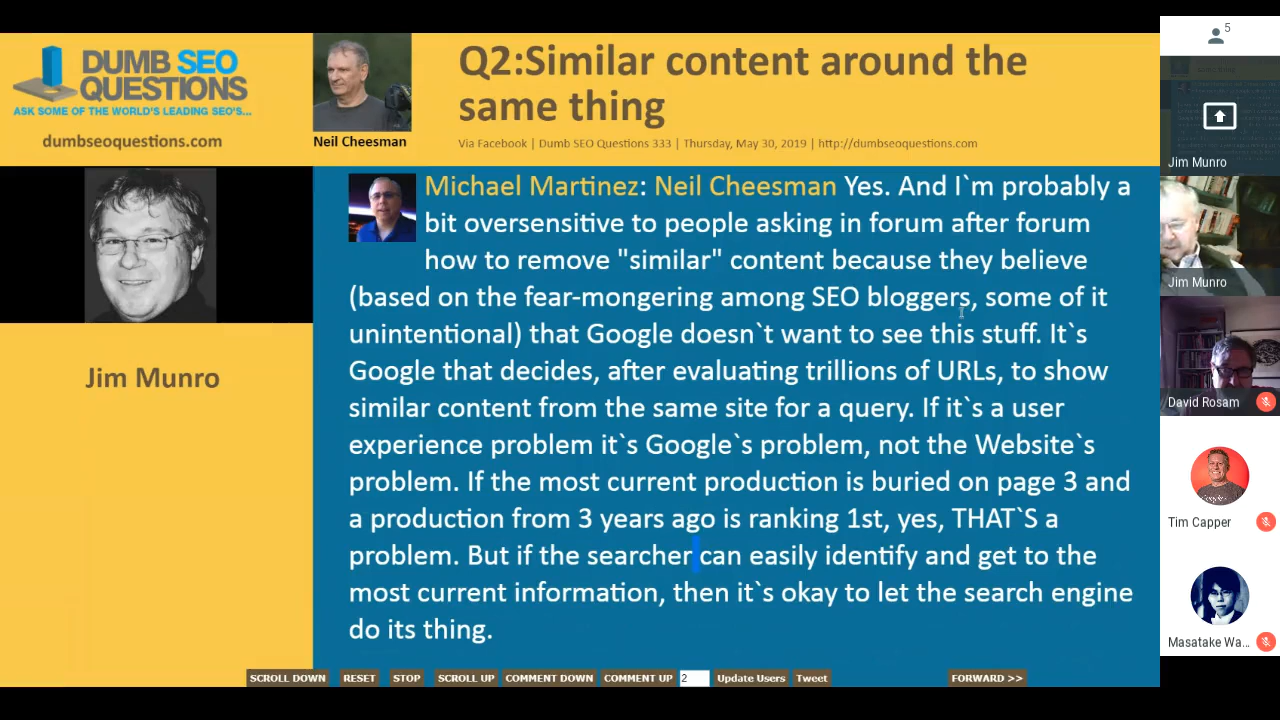 DUMB SEO
QUESTIONS
ASK SOME OF THE WORLD'S LEADING SEO'S...
dumbseoquestions.com
Neil Cheesman
Q2:Similar content around the
same thing
Via Facebook | Dumb SEO Questions 333 | Thursday, May 30, 2019 | http://dumbseoquestions.com
Jim Munro
Michael Martinez: Neil Cheesman Yes. And I`m probably a
bit oversensitive to people asking in forum after forum
how to remove "similar" content because they believe
(based on the fear-mongering among SEO bloggers, some of it
unintentional) that Google doesn`t want to see this stuff. It`s
Google that decides, after evaluating trillions of URLs, to show
similar content from the same site for a query. If it`s a user
experience problem it`s Google`s problem, not the Website`s
problem. If the most current production is buried on page 3 and
a production from 3 years ago is ranking 1st, yes, THAT`S a
problem. But if the searcher can easily identify and get to the
most current information, then it`s okay to let the search engine
do its thing.
SCROLL DOWN RESET STOP SCROLL UP COMMENT DOWN COMMENT UP 2 Update Users Tweet FORWARD >>
5
Jim Munro
Jim Munro
David Rosam
Tim Capper
Masatake Wa...